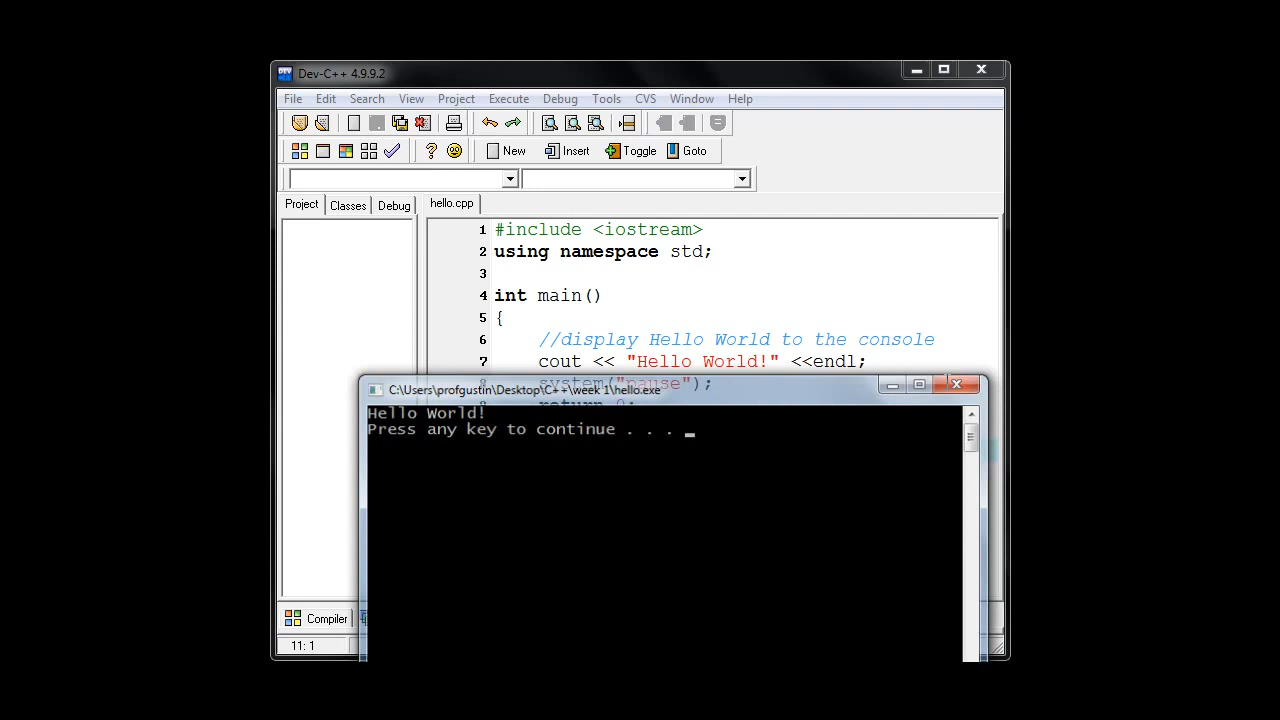 Dev-C++ 4.9.9.2
File Edit Search View Project Execute Debug Tools CVS Window Help
New Insert Toggle Goto
Project Classes Debug hello.cpp
1 #include <iostream>
2 using namespace std;
3
4 int main()
5 {
6 //display Hello World to the console
7 cout << "Hello World!" <<endl;
8 system("pause");
return 0;
C:\Users\profgustin\Desktop\C++\week 1\hello.exe
Hello World!
Press any key to continue . . . _
Compiler
11: 1